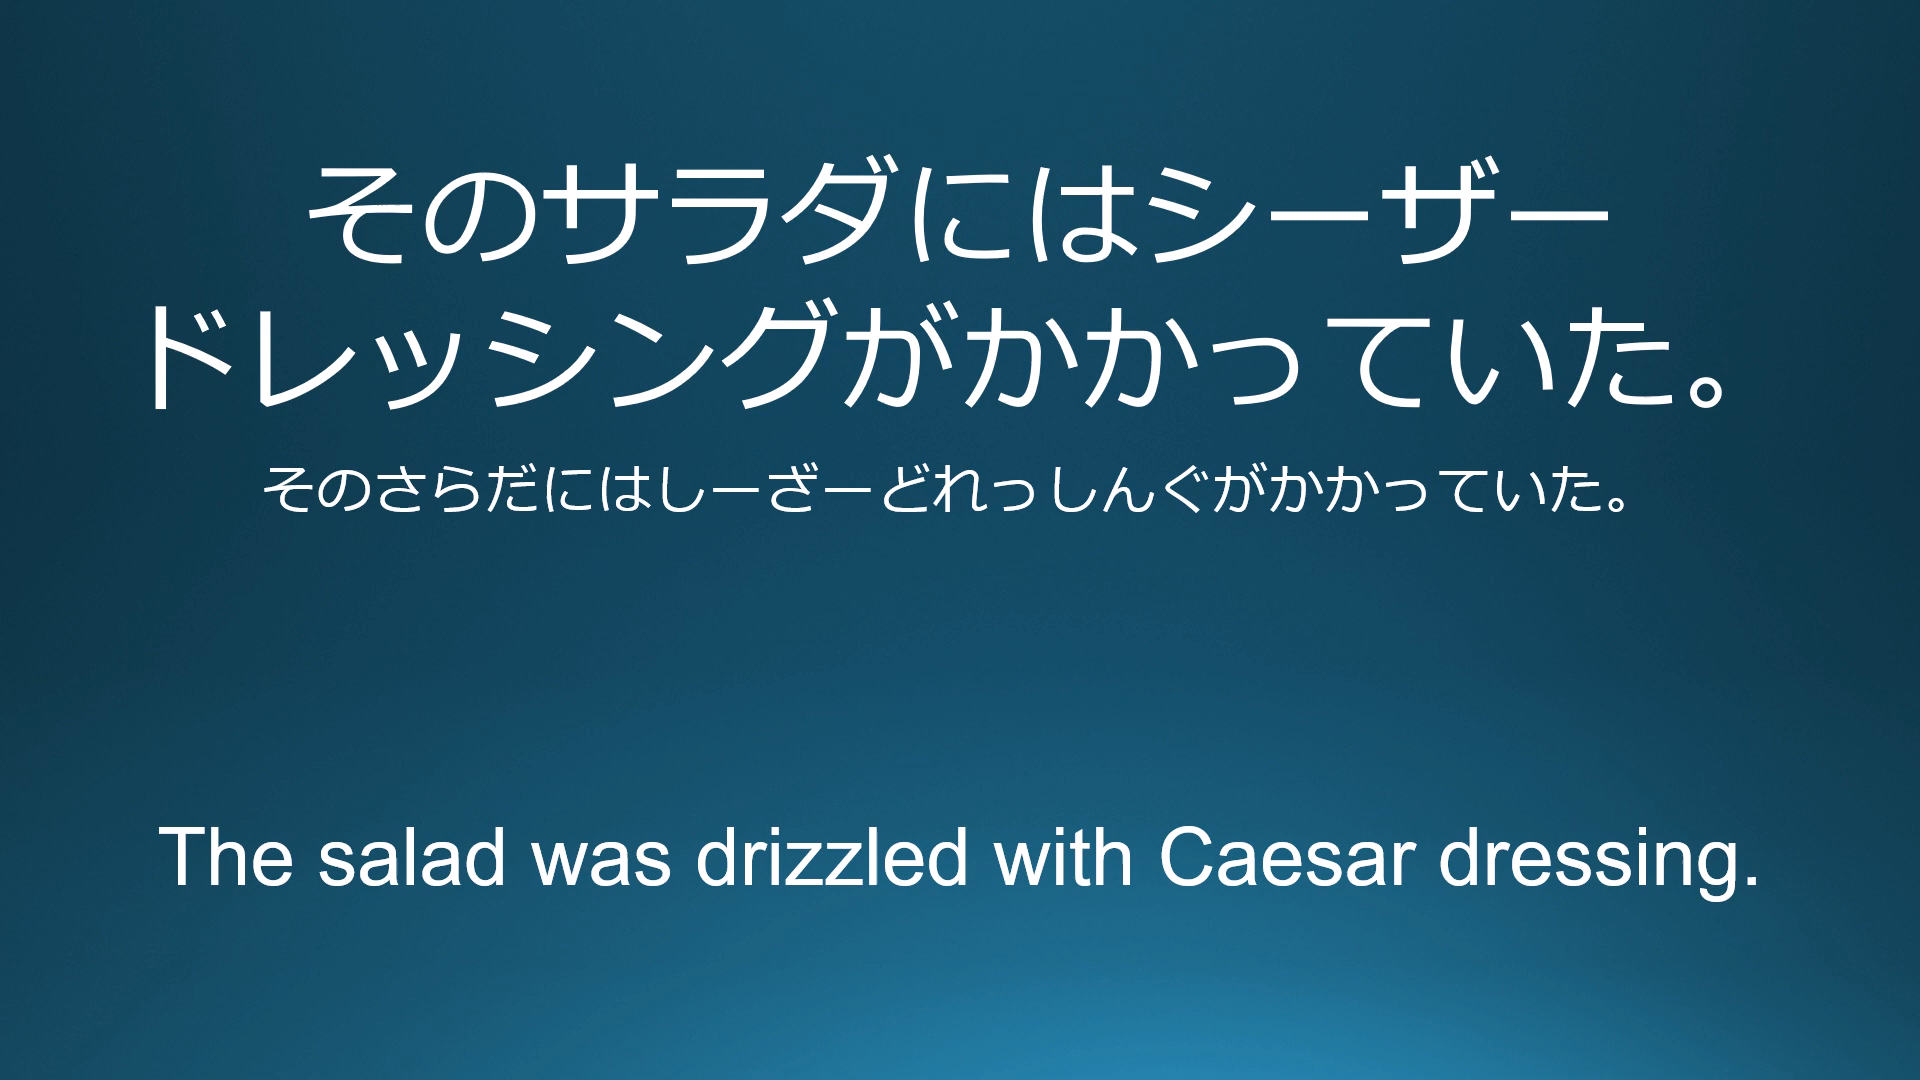 そのサラダにはシーザー
ドレッシングがかかっていた。
そのさらだにはしーざーどれっしんぐがかかっていた。
The salad was drizzled with Caesar dressing.